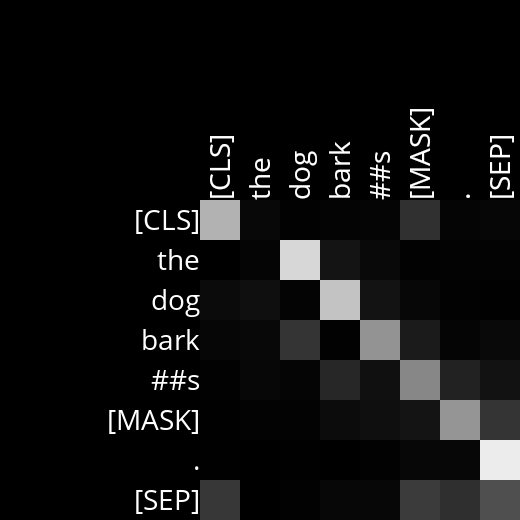 [CLS] the dog bark ##s [MASK] . [SEP]
[CLS]
the
dog
bark
##s
[MASK]
.
[SEP]